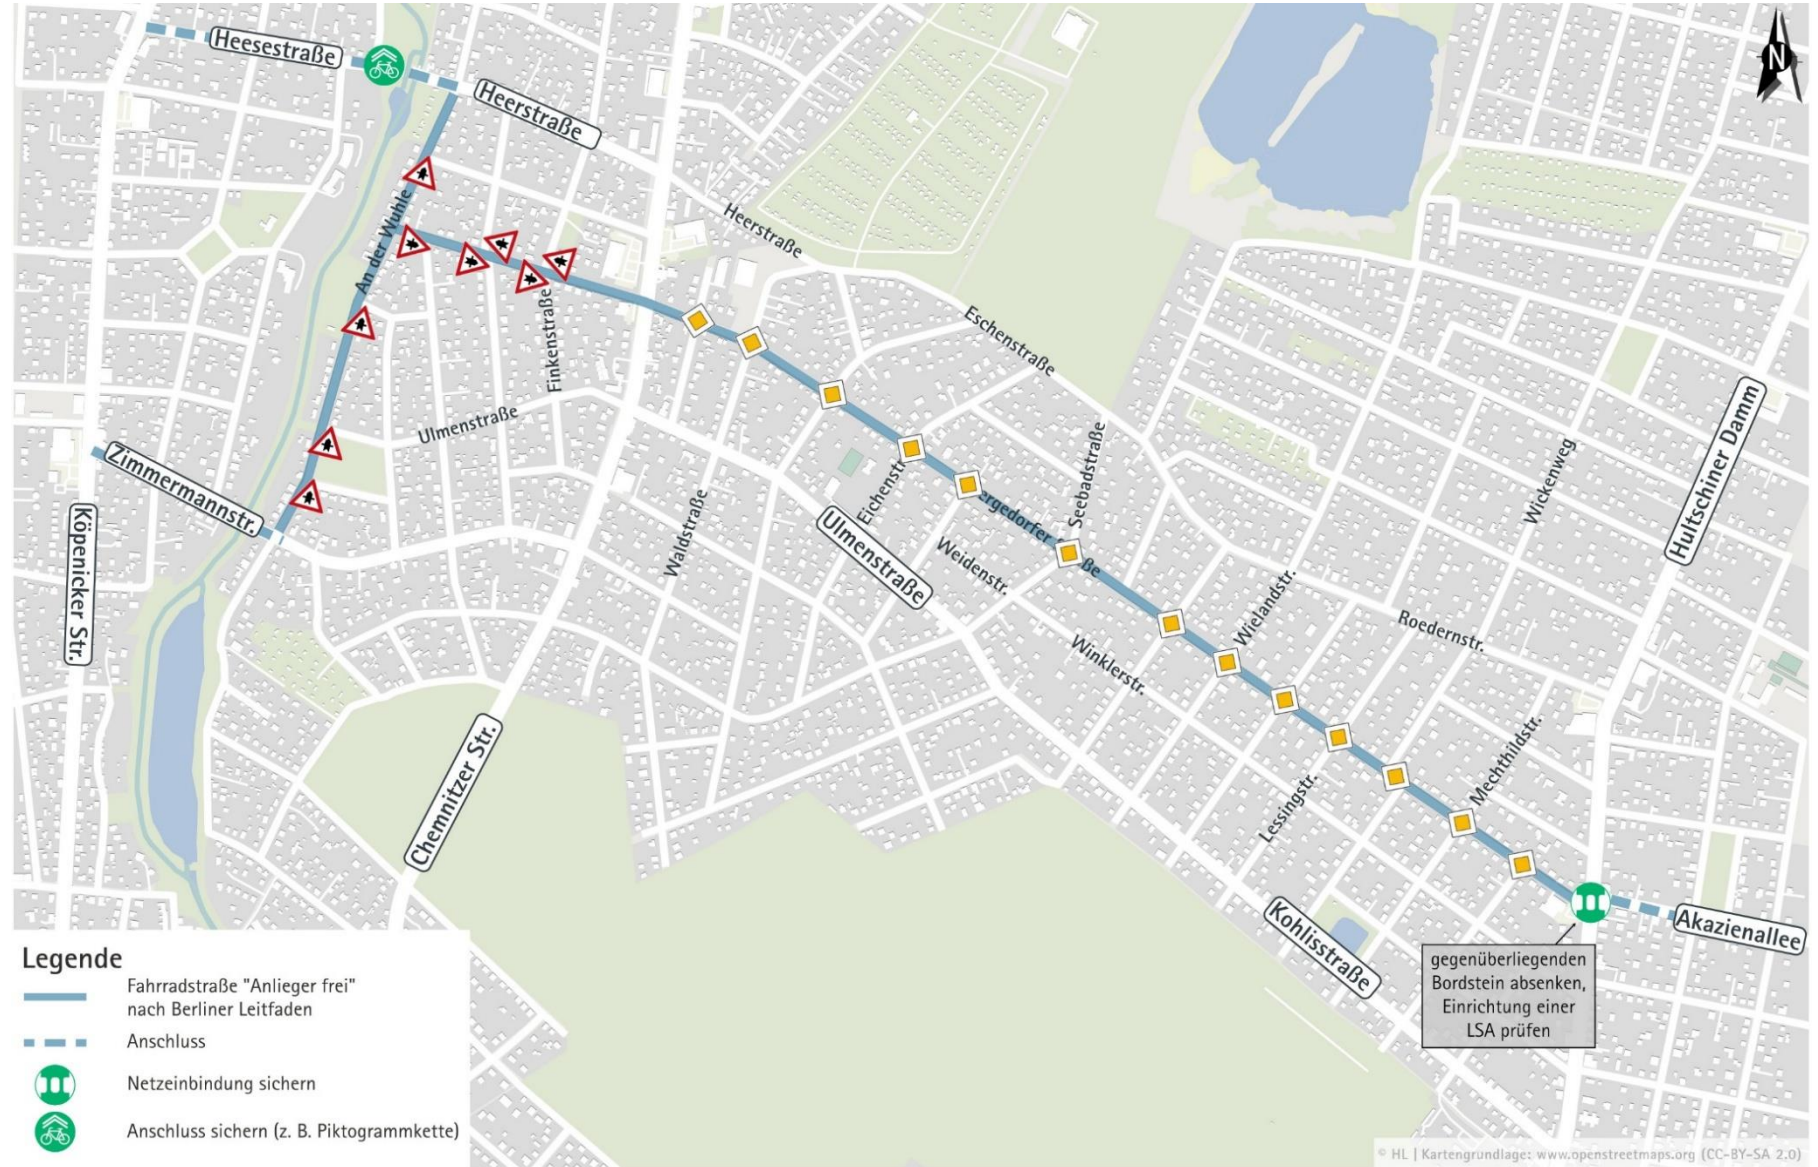 N
Heesestraße
Heerstraße
Heerstraße
An der Wuhle
Finkenstraße
Eschenstraße
Ulmenstraße
Zimmermannstr.
Köpenicker Str.
Waldstraße
Eichenstr
Ulmenstraße
ergedorfer
ße
Seebadstraße
Weidenstr.
Winklerstr.
Wielandstr.
Roedernstr.
Wickenweg
Hultschiner Damm
Chemnitzer Str.
Lessingstr.
Mechthildstr.
Kohlisstraße
Akazienallee
gegenüberliegenden
Bordstein absenken,
Einrichtung einer
LSA prüfen
Legende
Fahrradstraße "Anlieger frei"
nach Berliner Leitfaden
Anschluss
Netzeinbindung sichern
Anschluss sichern (z. B. Piktogrammkette)
© HL | Kartengrundlage: www.openstreetmaps.org (CC-BY-SA 2.0)